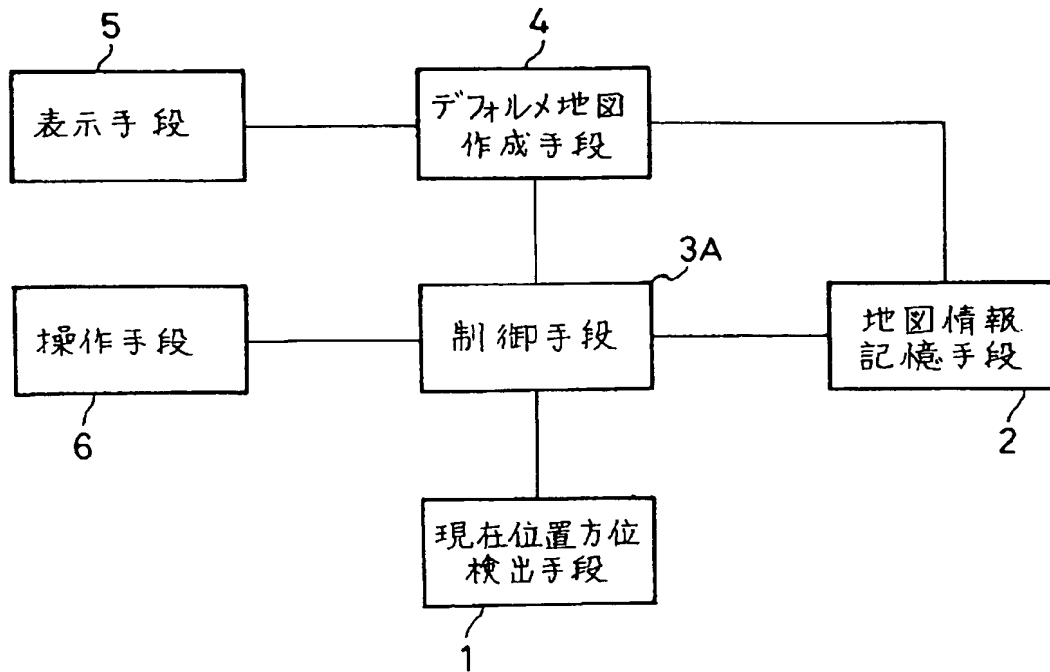 5
表示手段
4
デフォルメ地図
作成手段
3A
制御手段
操作手段
6
地図情報
記憶手段
2
現在位置方位
検出手段
1